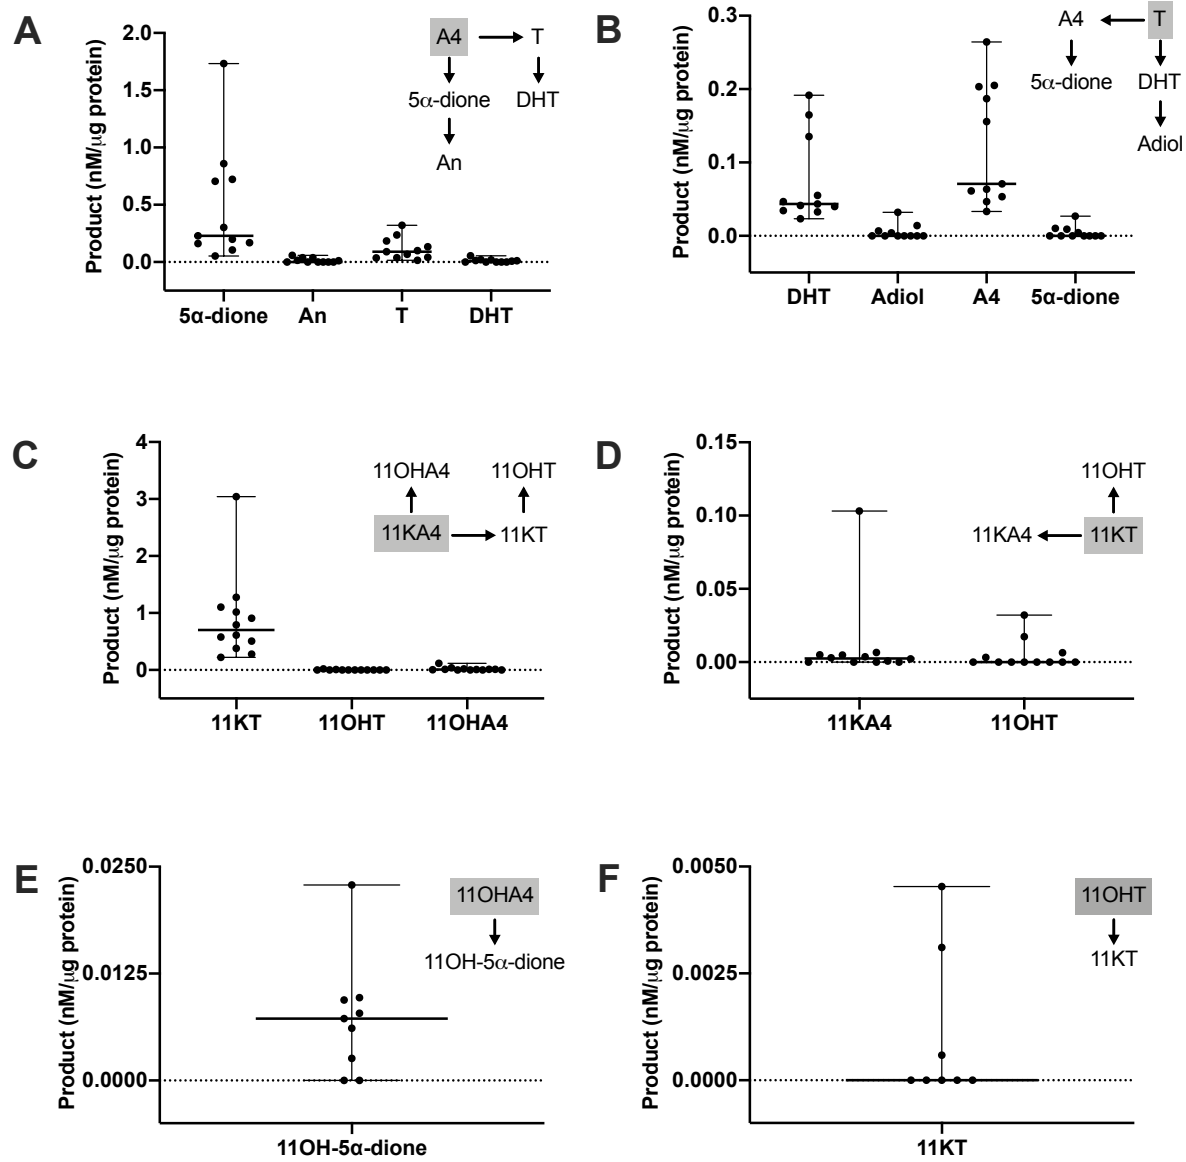 A
Product (nM/μg protein)
2.0
1.5
1.0
0.5
0.0
A4
T
5α-dione
DHT
An
5α-dione
An
T
DHT
B
Product (nM/μg protein)
0.3
0.2
0.1
0.0
A4
T
5α-dione
DHT
Adiol
DHT
Adiol
A4
5α-dione
C
Product (nM/μg protein)
4
3
2
1
0
11OHA4
11OHT
11KA4
11KT
11KT
11OHT
11OHA4
D
Product (nM/μg protein)
0.15
0.10
0.05
0.00
11OHT
11KA4
11KT
11KA4
11OHT
E
Product (nM/μg protein)
0.0250
0.0125
0.0000
11OHA4
11OH-5α-dione
11OH-5α-dione
F
Product (nM/μg protein)
0.0050
0.0025
0.0000
11OHT
11KT
11KT